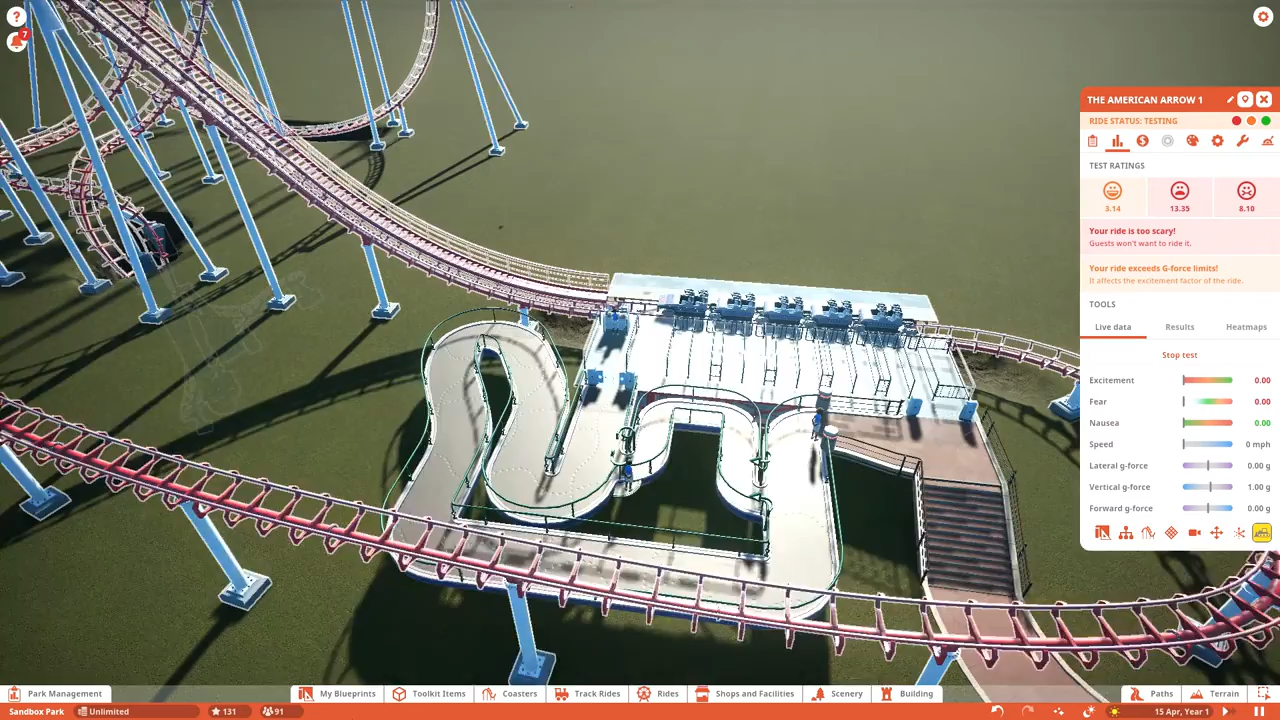 ?
7
THE AMERICAN ARROW 1
RIDE STATUS: TESTING
TEST RATINGS
3.14
13.35
8.10
Your ride is too scary!
Guests won't want to ride it.
Your ride exceeds G-force limits!
It affects the excitement factor of the ride.
TOOLS
Live data
Results
Heatmaps
Stop test
Excitement 0.00
Fear 0.00
Nausea 0.00
Speed 0 mph
Lateral g-force 0.00 g
Vertical g-force 1.00 g
Forward g-force 0.00 g
Park Management
My Blueprints
Toolkit Items
Coasters
Track Rides
Rides
Shops and Facilities
Scenery
Building
Paths
Terrain
Sandbox Park
Unlimited
131
91
15 Apr, Year 1